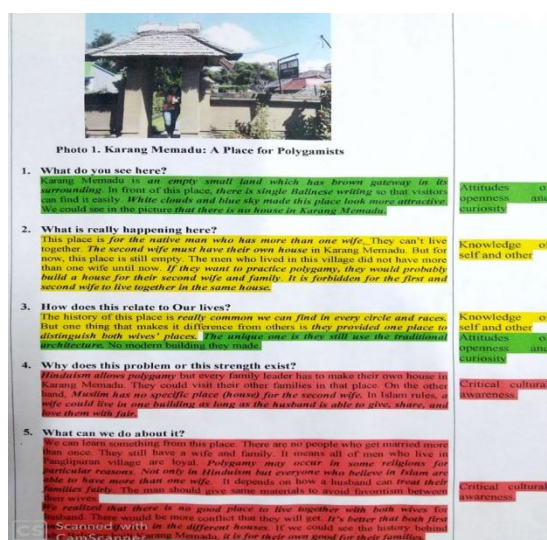 Photo 1. Karang Memadu: A Place for Polygamists
1. What do you see here?
Karang Memadu is an empty small land which has brown gateway in its
surrounding. In front of this place, there is single Balinese writing so that visitors
can find it easily. White clouds and blue sky made this place look more attractive.
We could see in the picture that there is no house in Karang Memadu.
Attitudes o
openness and
curiosity
2. What is really happening here?
This place is for the native man who has more than one wife. They can't live
together. The second wife must have their own house in Karang Memadu. But for
now, this place is still empty. The men who lived in this village did not have more
than one wife until now. If they want to practice polygamy, they would probably
build a house for their second wife and family. It is forbidden for the first and
second wife to live together in the same house.
Knowledge o
self and other
3. How does this relate to Our lives?
The history of this place is really common we can find in every circle and races.
But one thing that makes it difference from others is they provided one place to
distinguish both wives' places. The unique one is they still use the traditional
architecture. No modern building they made.
Knowledge o
self and other
Attitudes o
openness and
curiosity
4. Why does this problem or this strength exist?
Hinduism allows polygamy but every family leader has to make their own house in
Karang Memadu. They could visit their other families in that place. On the other
hand, Muslim has no specific place (house) for the second wife. In Islam rules, a
wife could live in one building as long as the husband is able to give, share, and
love them with fair.
Critical cultura
awareness.
5. What can we do about it?
We can learn something from this place. There are no people who get married more
than once. They still have a wife and family. It means all of men who live in
Panglipuran village are loyal. Polygamy may occur in some religions for
particular reasons. Not only in Hinduism but everyone who believe in Islam are
able to have more than one wife. It depends on how a husband can treat their
families fairly. The man should give same materials to avoid favoritism between
their wives.
We realized that there is no good place to live together with both wives for
husband. There would be more conflict that they will get. It's better that both first
in the different houses. If we could see the history behind
arang Memadu, it is for their own good for their families.
Critical cultura
awareness.
CS Scanned with
CamScanner